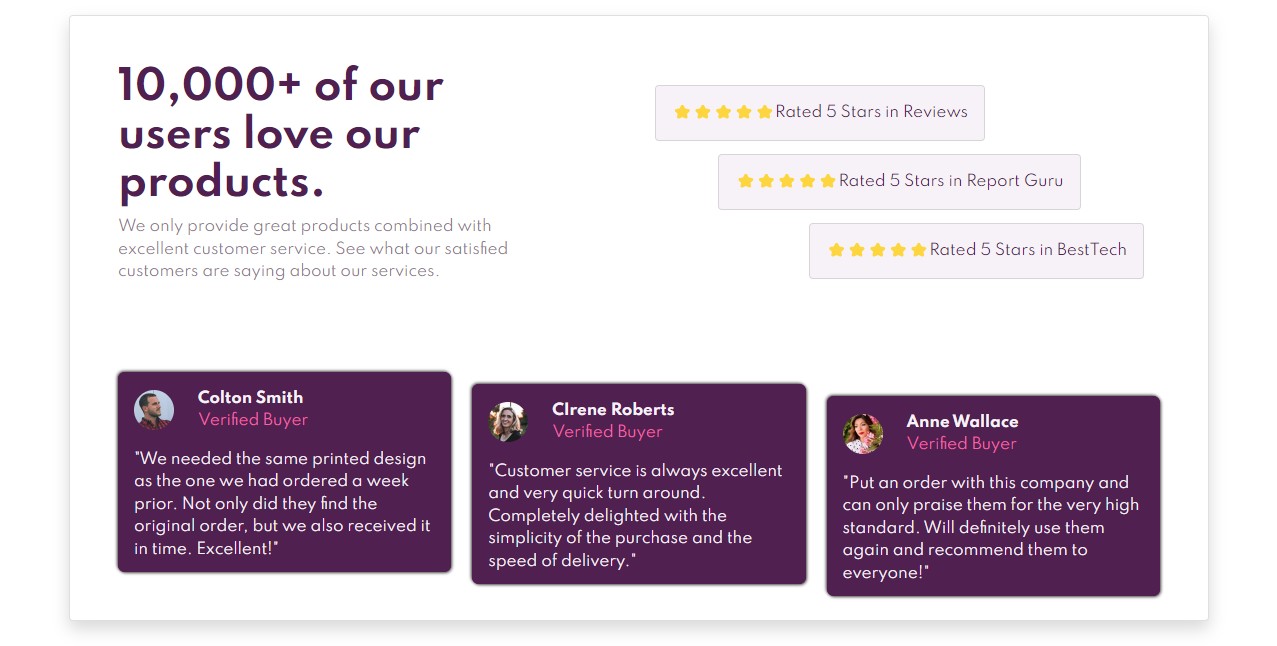 10,000+ of our
users love our
products.
We only provide great products combined with
excellent customer service. See what our satisfied
customers are saying about our services.
Rated 5 Stars in Reviews
Rated 5 Stars in Report Guru
Rated 5 Stars in BestTech
Colton Smith
Verified Buyer
"We needed the same printed design
as the one we had ordered a week
prior. Not only did they find the
original order, but we also received it
in time. Excellent!"
CIrene Roberts
Verified Buyer
"Customer service is always excellent
and very quick turn around.
Completely delighted with the
simplicity of the purchase and the
speed of delivery."
Anne Wallace
Verified Buyer
"Put an order with this company and
can only praise them for the very high
standard. Will definitely use them
again and recommend them to
everyone!"